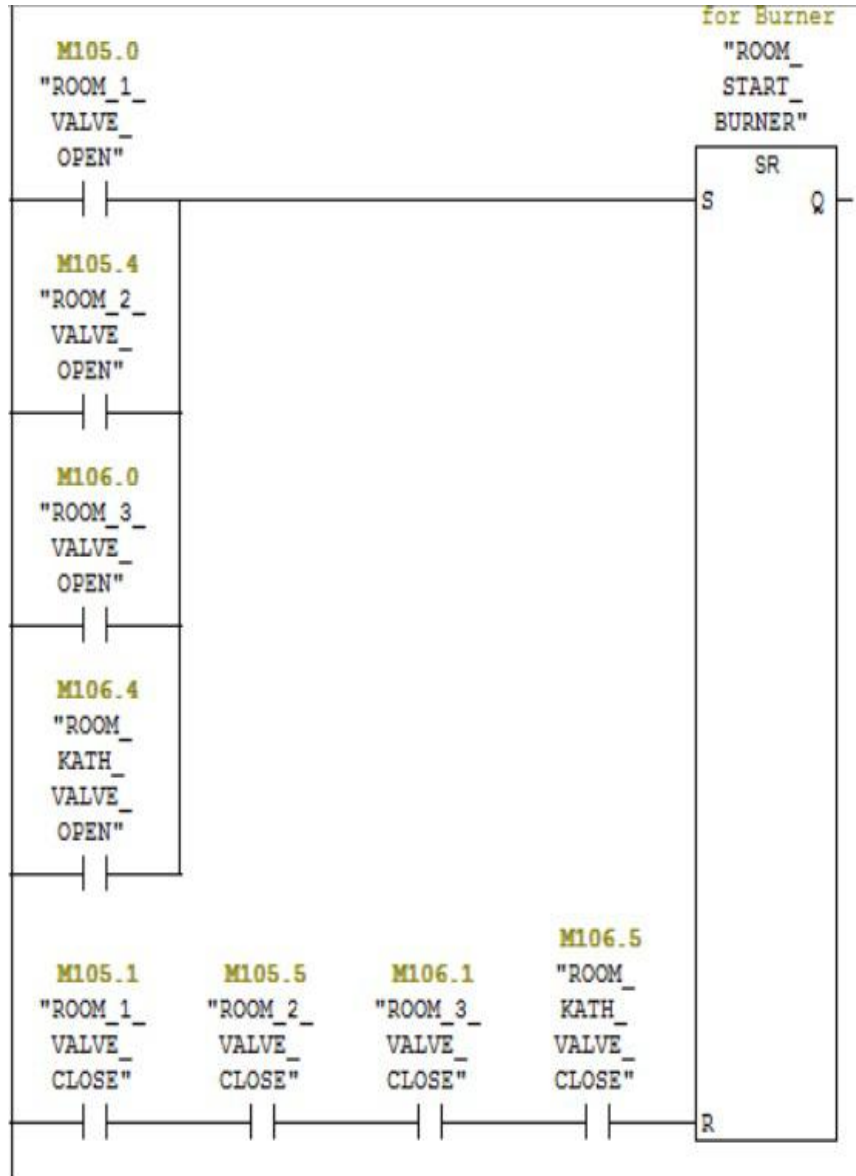 for Burner
"ROOM_
START_
BURNER"
SR
S
Q
M105.0
"ROOM_1_
VALVE_
OPEN"
M105.4
"ROOM_2_
VALVE_
OPEN"
M106.0
"ROOM_3_
VALVE_
OPEN"
M106.4
"ROOM_
KATH_
VALVE_
OPEN"
M105.1
"ROOM_1_
VALVE_
CLOSE"
M105.5
"ROOM_2_
VALVE_
CLOSE"
M106.1
"ROOM_3_
VALVE_
CLOSE"
M106.5
"ROOM_
KATH_
VALVE_
CLOSE"
R